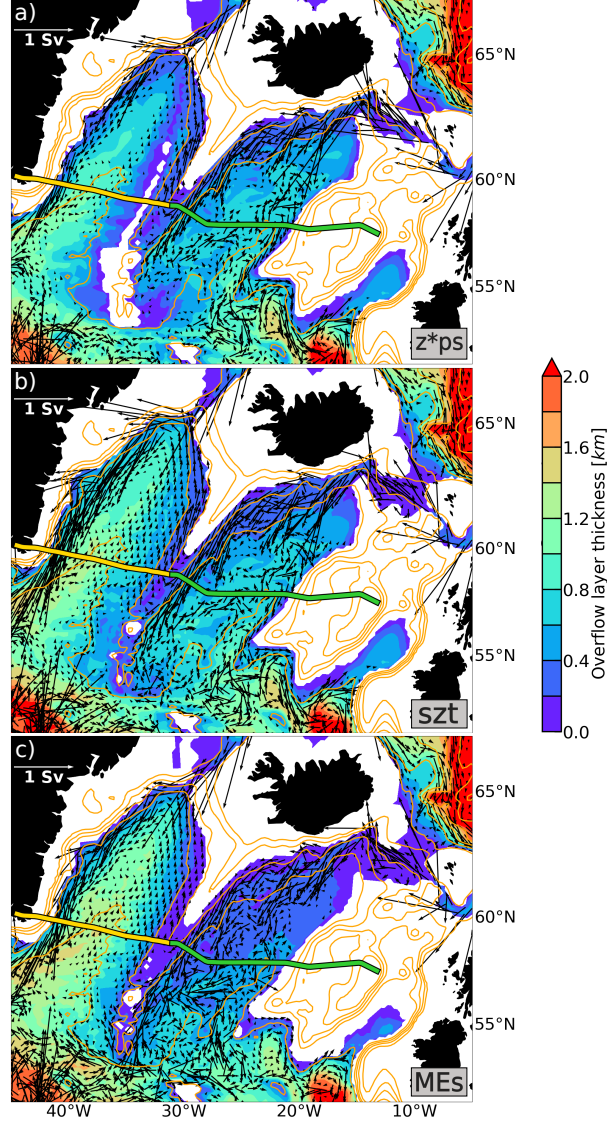 a)
1 Sv
65°N
60°N
55°N
z*ps
b)
1 Sv
65°N
60°N
55°N
szt
c)
1 Sv
65°N
60°N
55°N
MEs
40°W 30°W 20°W 10°W
2.0
1.6
1.2
0.8
0.4
0.0
Overflow layer thickness [km]